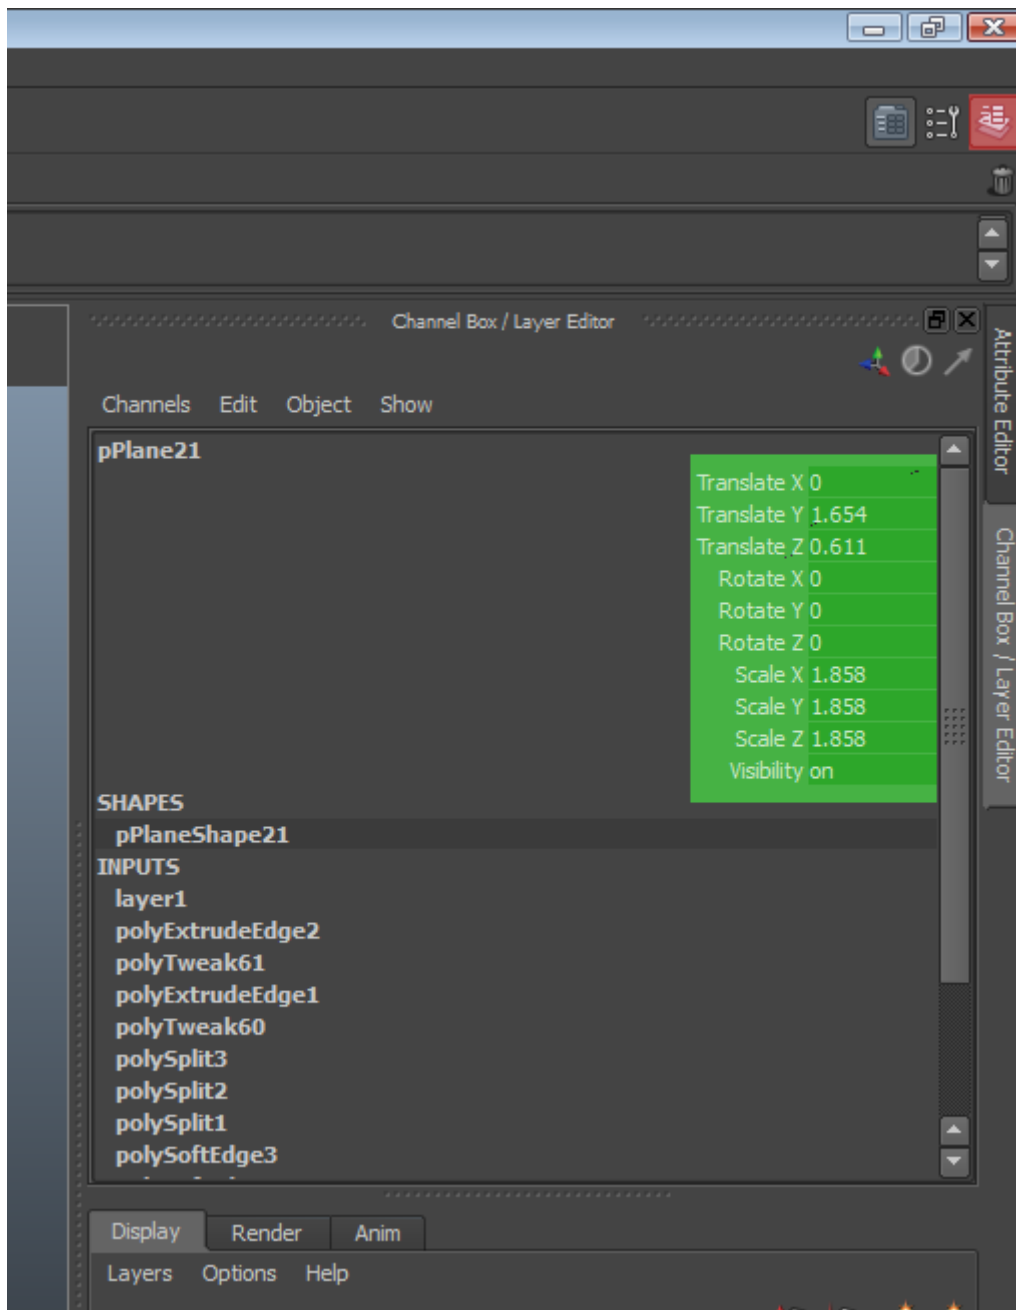 Channel Box / Layer Editor
Channels Edit Object Show
pPlane21
Translate X 0
Translate Y 1.654
Translate Z 0.611
Rotate X 0
Rotate Y 0
Rotate Z 0
Scale X 1.858
Scale Y 1.858
Scale Z 1.858
Visibility on
SHAPES
pPlaneShape21
INPUTS
layer1
polyExtrudeEdge2
polyTweak61
polyExtrudeEdge1
polyTweak60
polySplit3
polySplit2
polySplit1
polySoftEdge3
Display Render Anim
Layers Options Help
Attribute Editor
Channel Box / Layer Editor